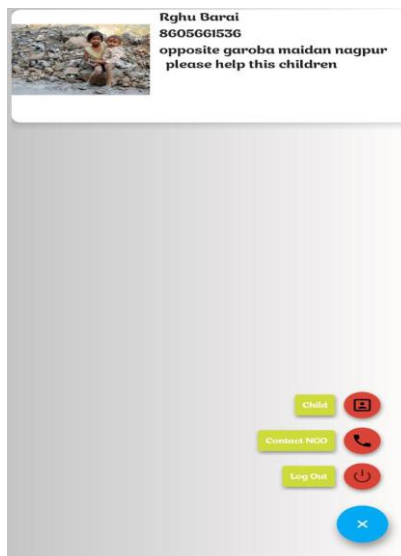 Rghu Barai
8605661536
opposite garoba maidan nagpur
please help this children
Child
Contact NGO
Log Out